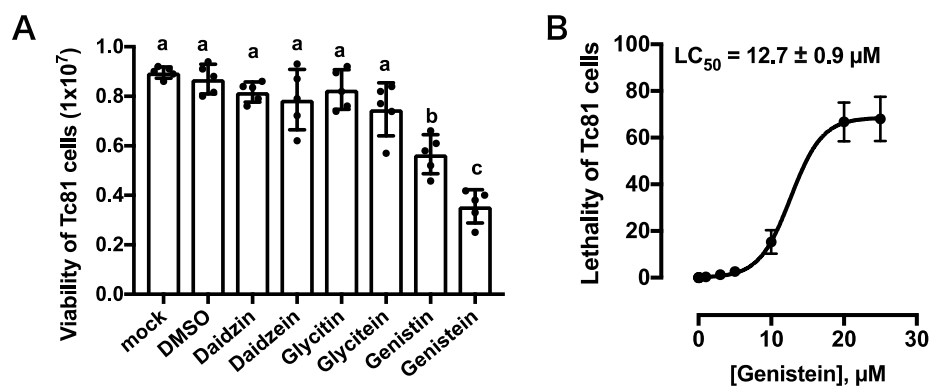 A
Viability of Tc81 cells (1x10⁷)
1.0
0.8
0.6
0.4
0.2
0.0
a
a
a
a
a
a
b
c
mock
DMSO
Daidzin
Daidzein
Glycitin
Glycitein
Genistin
Genistein
B
Lethality of Tc81 cells
100
80
60
40
20
0
LC₅₀ = 12.7 ± 0.9 µM
0
10
20
30
[Genistein], µM